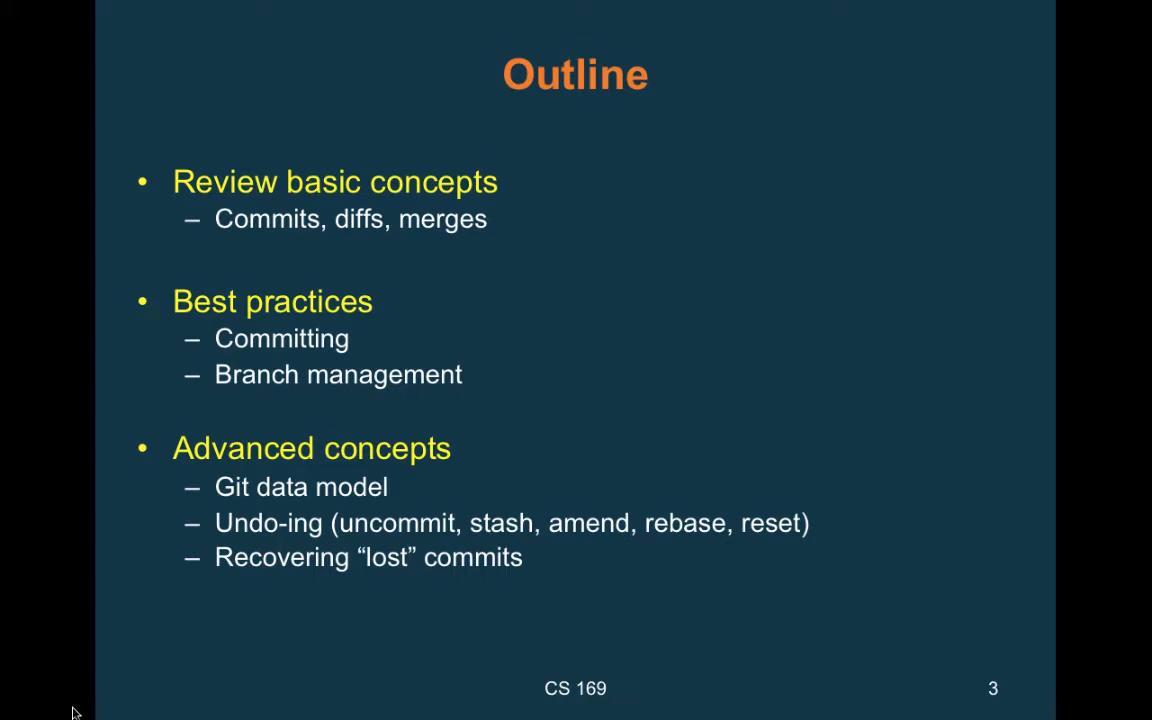 Outline
• Review basic concepts
– Commits, diffs, merges
• Best practices
– Committing
– Branch management
• Advanced concepts
– Git data model
– Undo-ing (uncommit, stash, amend, rebase, reset)
– Recovering “lost” commits
CS 169
3